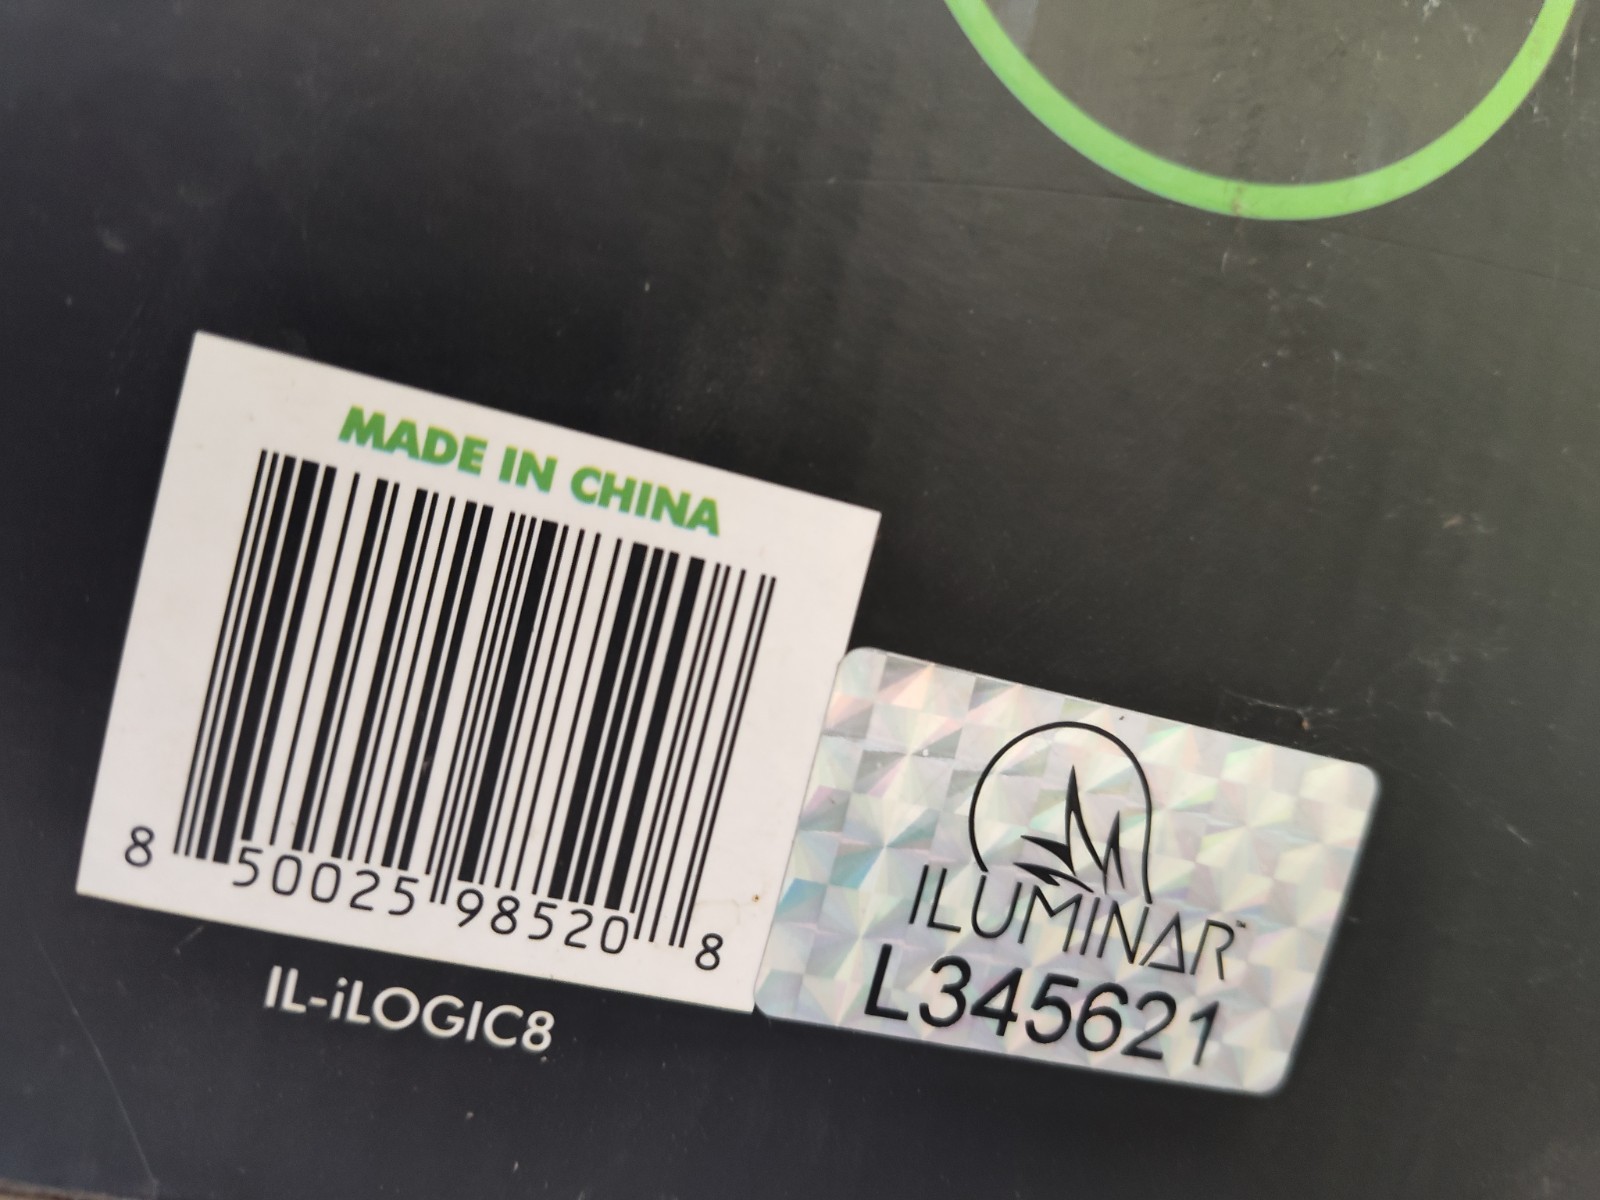 MADE IN CHINA
8 50025 98520 8
IL-iLOGIC8
ILUMINAR™
L345621